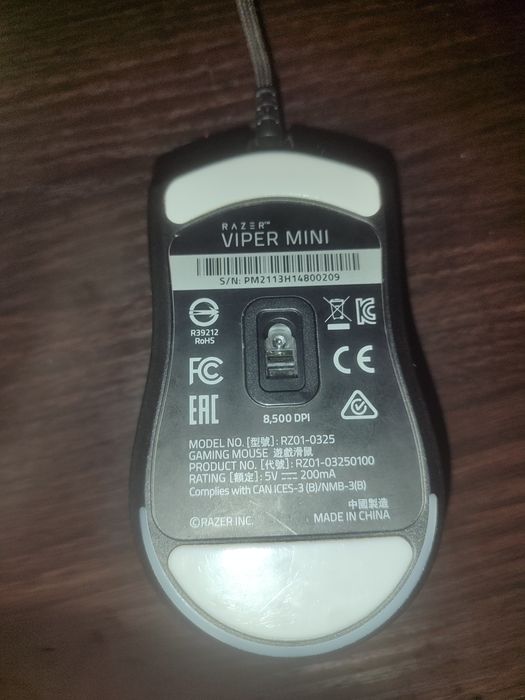 RAZER™
VIPER MINI
S/N: PM2113H14800209
R39212
RoHS
FC
CE
EAC
8,500 DPI
MODEL NO. [型號]: RZ01-0325
GAMING MOUSE 遊戲滑鼠
PRODUCT NO. [代號]: RZ01-03250100
RATING [額定]: 5V ⎓ 200mA
Complies with CAN ICES-3 (B)/NMB-3(B)
中國製造
©RAZER INC. MADE IN CHINA